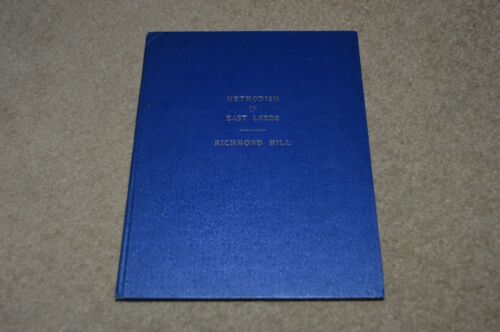 METHODISM
IN
EAST LEEDS
RICHMOND HILL